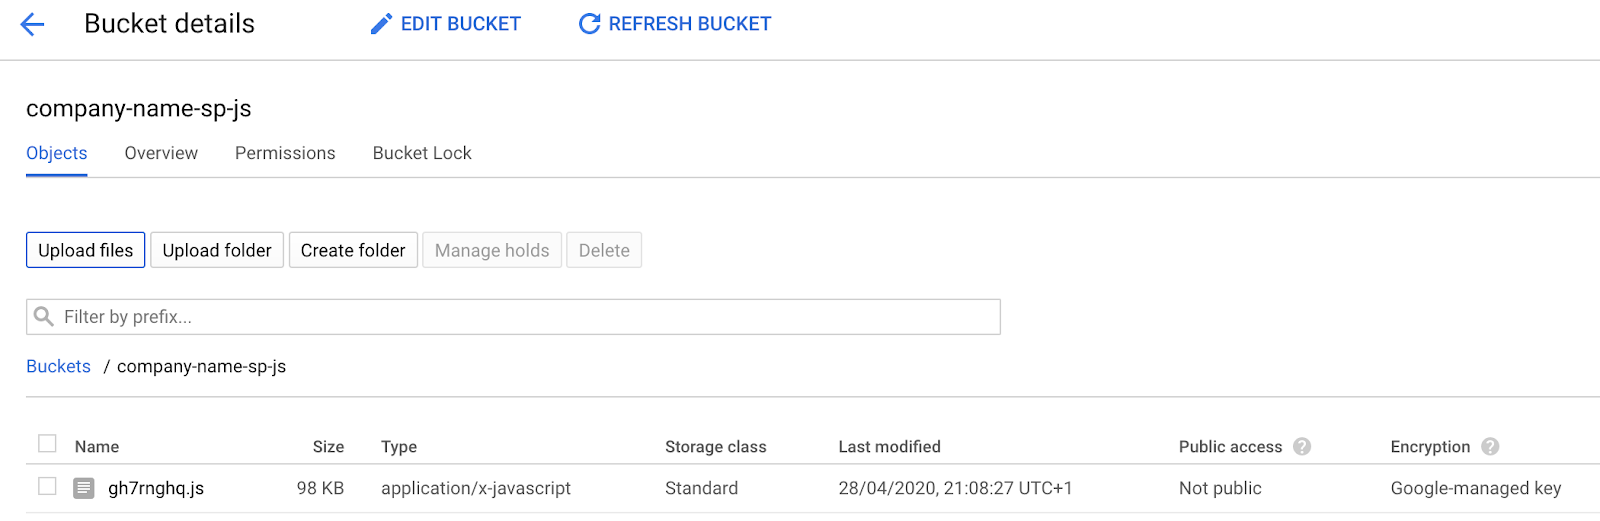 Bucket details EDIT BUCKET REFRESH BUCKET
company-name-sp-js
Objects Overview Permissions Bucket Lock
Upload files Upload folder Create folder Manage holds Delete
Filter by prefix...
Buckets / company-name-sp-js
Name Size Type Storage class Last modified Public access ? Encryption ?
gh7rnghq.js 98 KB application/x-javascript Standard 28/04/2020, 21:08:27 UTC+1 Not public Google-managed key